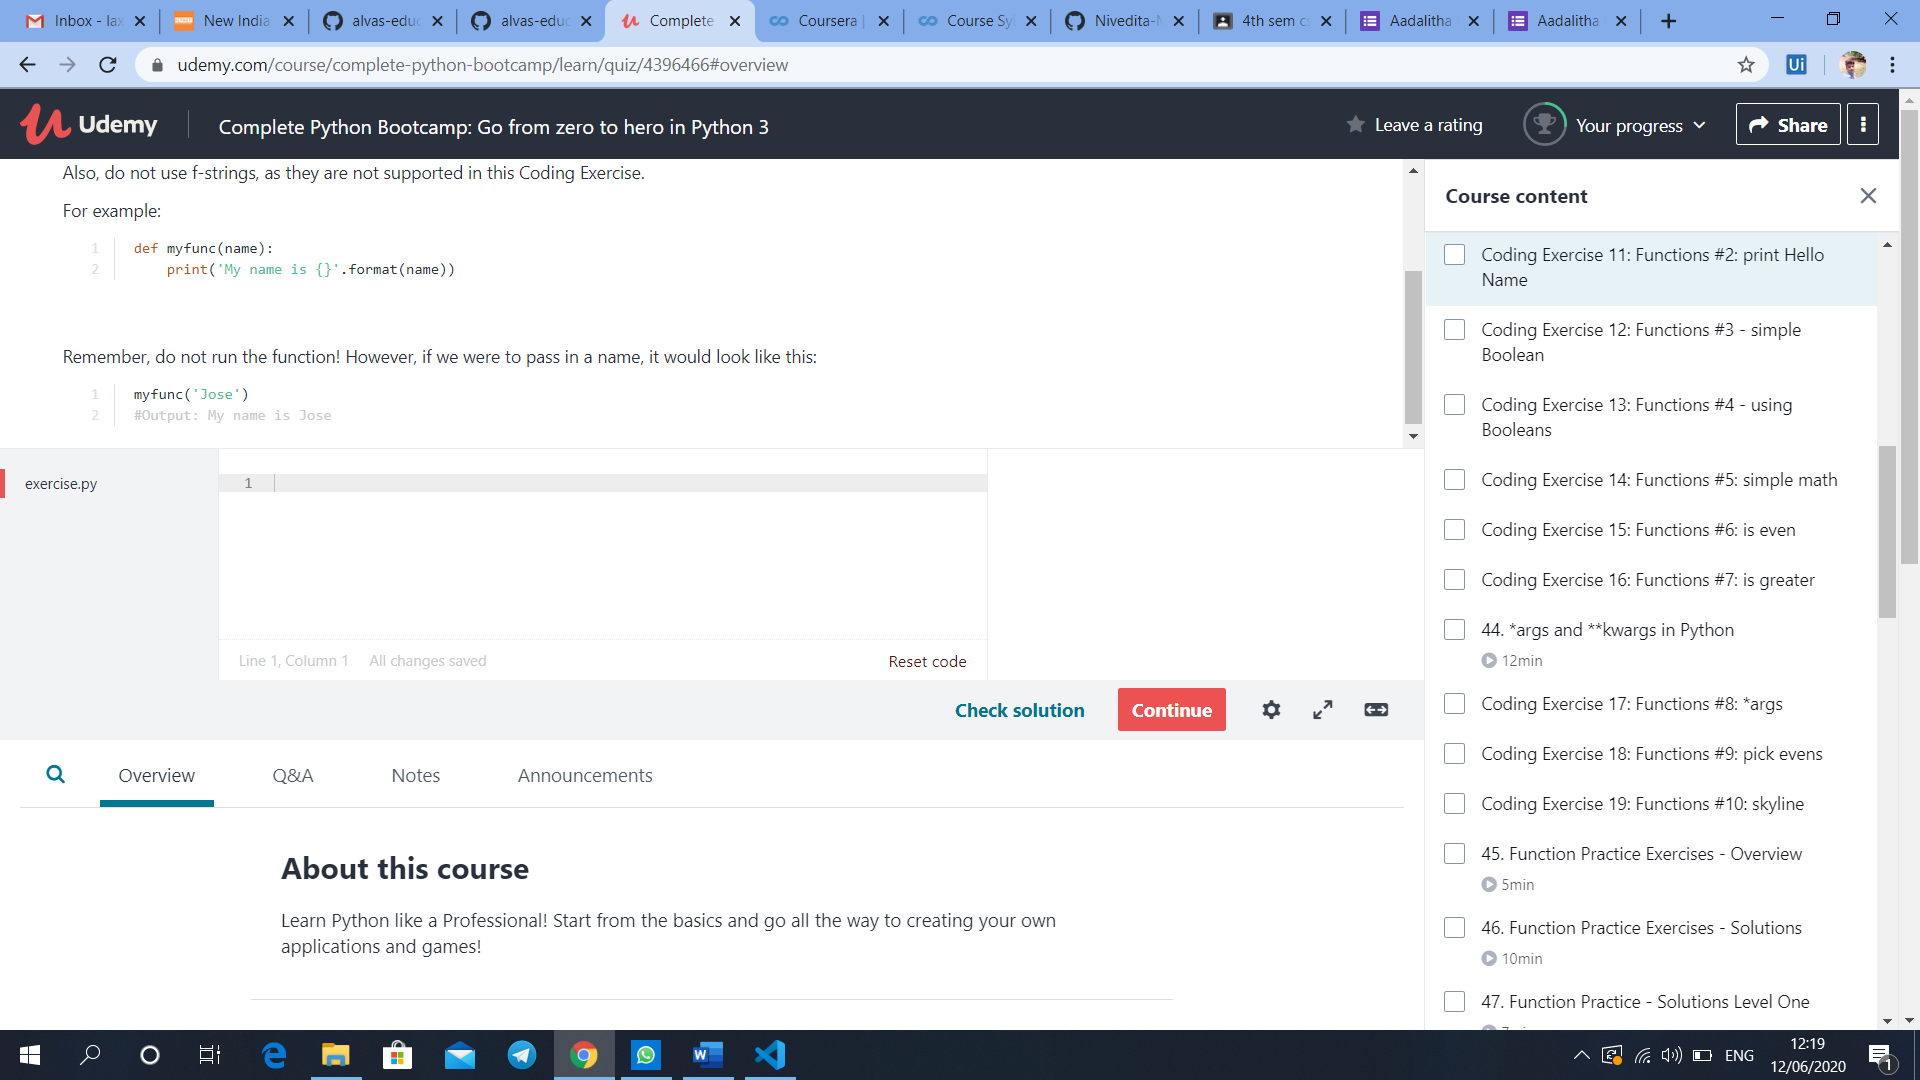 Inbox - lax
New India
alvas-educ
alvas-educ
Complete
Coursera |
Course Syl
Nivedita-N
4th sem cs
Aadalitha
Aadalitha
udemy.com/course/complete-python-bootcamp/learn/quiz/4396466#overview
Ui
Udemy
Complete Python Bootcamp: Go from zero to hero in Python 3
Leave a rating
Your progress
Share
Also, do not use f-strings, as they are not supported in this Coding Exercise.
For example:
1 def myfunc(name):
2 print('My name is {}'.format(name))
Remember, do not run the function! However, if we were to pass in a name, it would look like this:
1 myfunc('Jose')
2 #Output: My name is Jose
exercise.py
1
Line 1, Column 1 All changes saved
Reset code
Check solution
Continue
Overview
Q&A
Notes
Announcements
About this course
Learn Python like a Professional! Start from the basics and go all the way to creating your own
applications and games!
Course content
Coding Exercise 11: Functions #2: print Hello
Name
Coding Exercise 12: Functions #3 - simple
Boolean
Coding Exercise 13: Functions #4 - using
Booleans
Coding Exercise 14: Functions #5: simple math
Coding Exercise 15: Functions #6: is even
Coding Exercise 16: Functions #7: is greater
44. *args and **kwargs in Python
12min
Coding Exercise 17: Functions #8: *args
Coding Exercise 18: Functions #9: pick evens
Coding Exercise 19: Functions #10: skyline
45. Function Practice Exercises - Overview
5min
46. Function Practice Exercises - Solutions
10min
47. Function Practice - Solutions Level One
ENG
12:19
12/06/2020
1